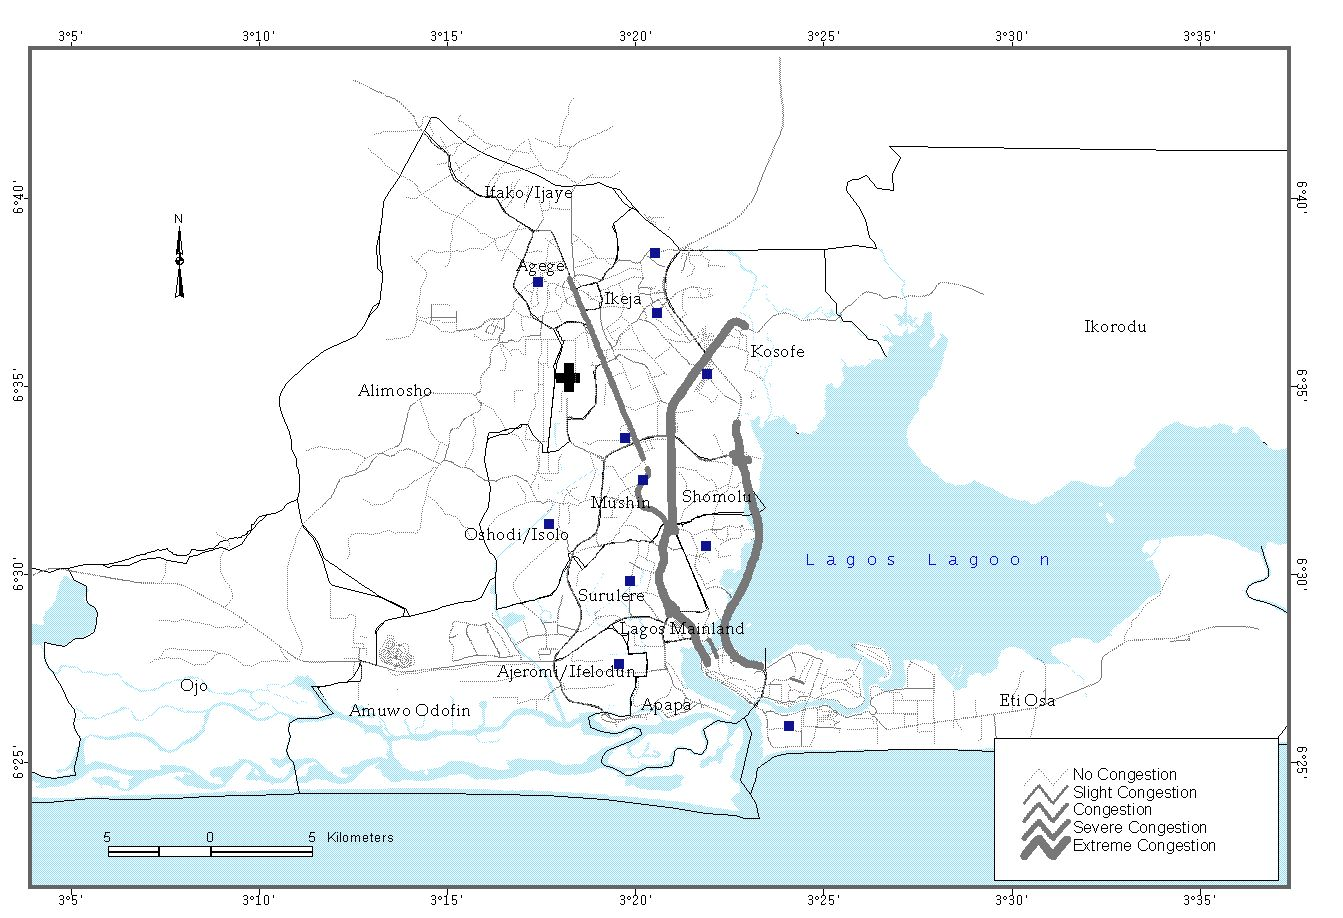 3°5' 3°10' 3°15' 3°20' 3°25' 3°30' 3°35'
6°40' 6°40'
N
Ifako/Ijaye
Agege
Ikeja
Ikorodu
Kosofe
6°35' 6°35'
Alimosho
Mushin
Shomolu
Oshodi/Isolo
Lagos Lagoon
6°30' 6°30'
Surulere
Lagos Mainland
Ajeromi/Ifelodun
Ojo
Amuwo Odofin
Apapa
Eti Osa
6°25' 6°25'
No Congestion
Slight Congestion
Congestion
Severe Congestion
Extreme Congestion
5 0 5 Kilometers
3°5' 3°10' 3°15' 3°20' 3°25' 3°30' 3°35'